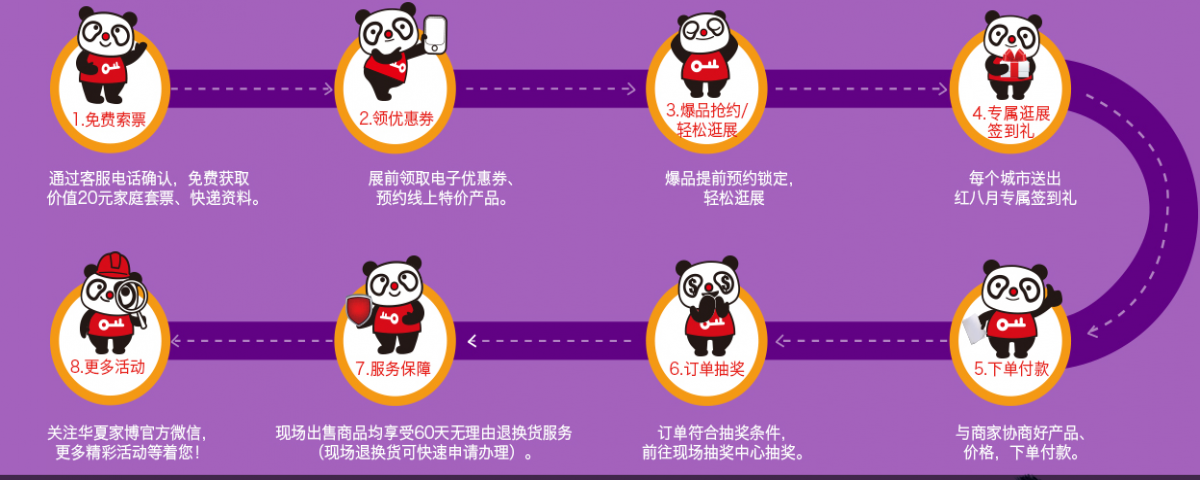 1.免费索票
通过客服电话确认，免费获取
价值20元家庭套票、快递资料。
2.领优惠券
展前领取电子优惠券、
预约线上特价产品。
3.爆品抢约/
轻松逛展
爆品提前预约锁定，
轻松逛展
4.专属逛展
签到礼
每个城市送出
红八月专属签到礼
5.下单付款
与商家协商好产品、
价格，下单付款。
6.订单抽奖
订单符合抽奖条件，
前往现场抽奖中心抽奖。
7.服务保障
现场出售商品均享受60天无理由退换货服务
（现场退换货可快速申请办理）。
8.更多活动
关注华夏家博官方微信，
更多精彩活动等着您！